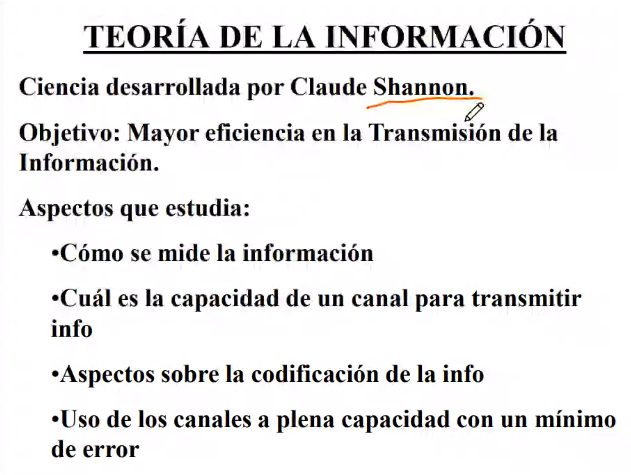 TEORÍA DE LA INFORMACIÓN
Ciencia desarrollada por Claude Shannon.
Objetivo: Mayor eficiencia en la Transmisión de la
Información.
Aspectos que estudia:
•Cómo se mide la información
•Cuál es la capacidad de un canal para transmitir
info
•Aspectos sobre la codificación de la info
•Uso de los canales a plena capacidad con un mínimo
de error